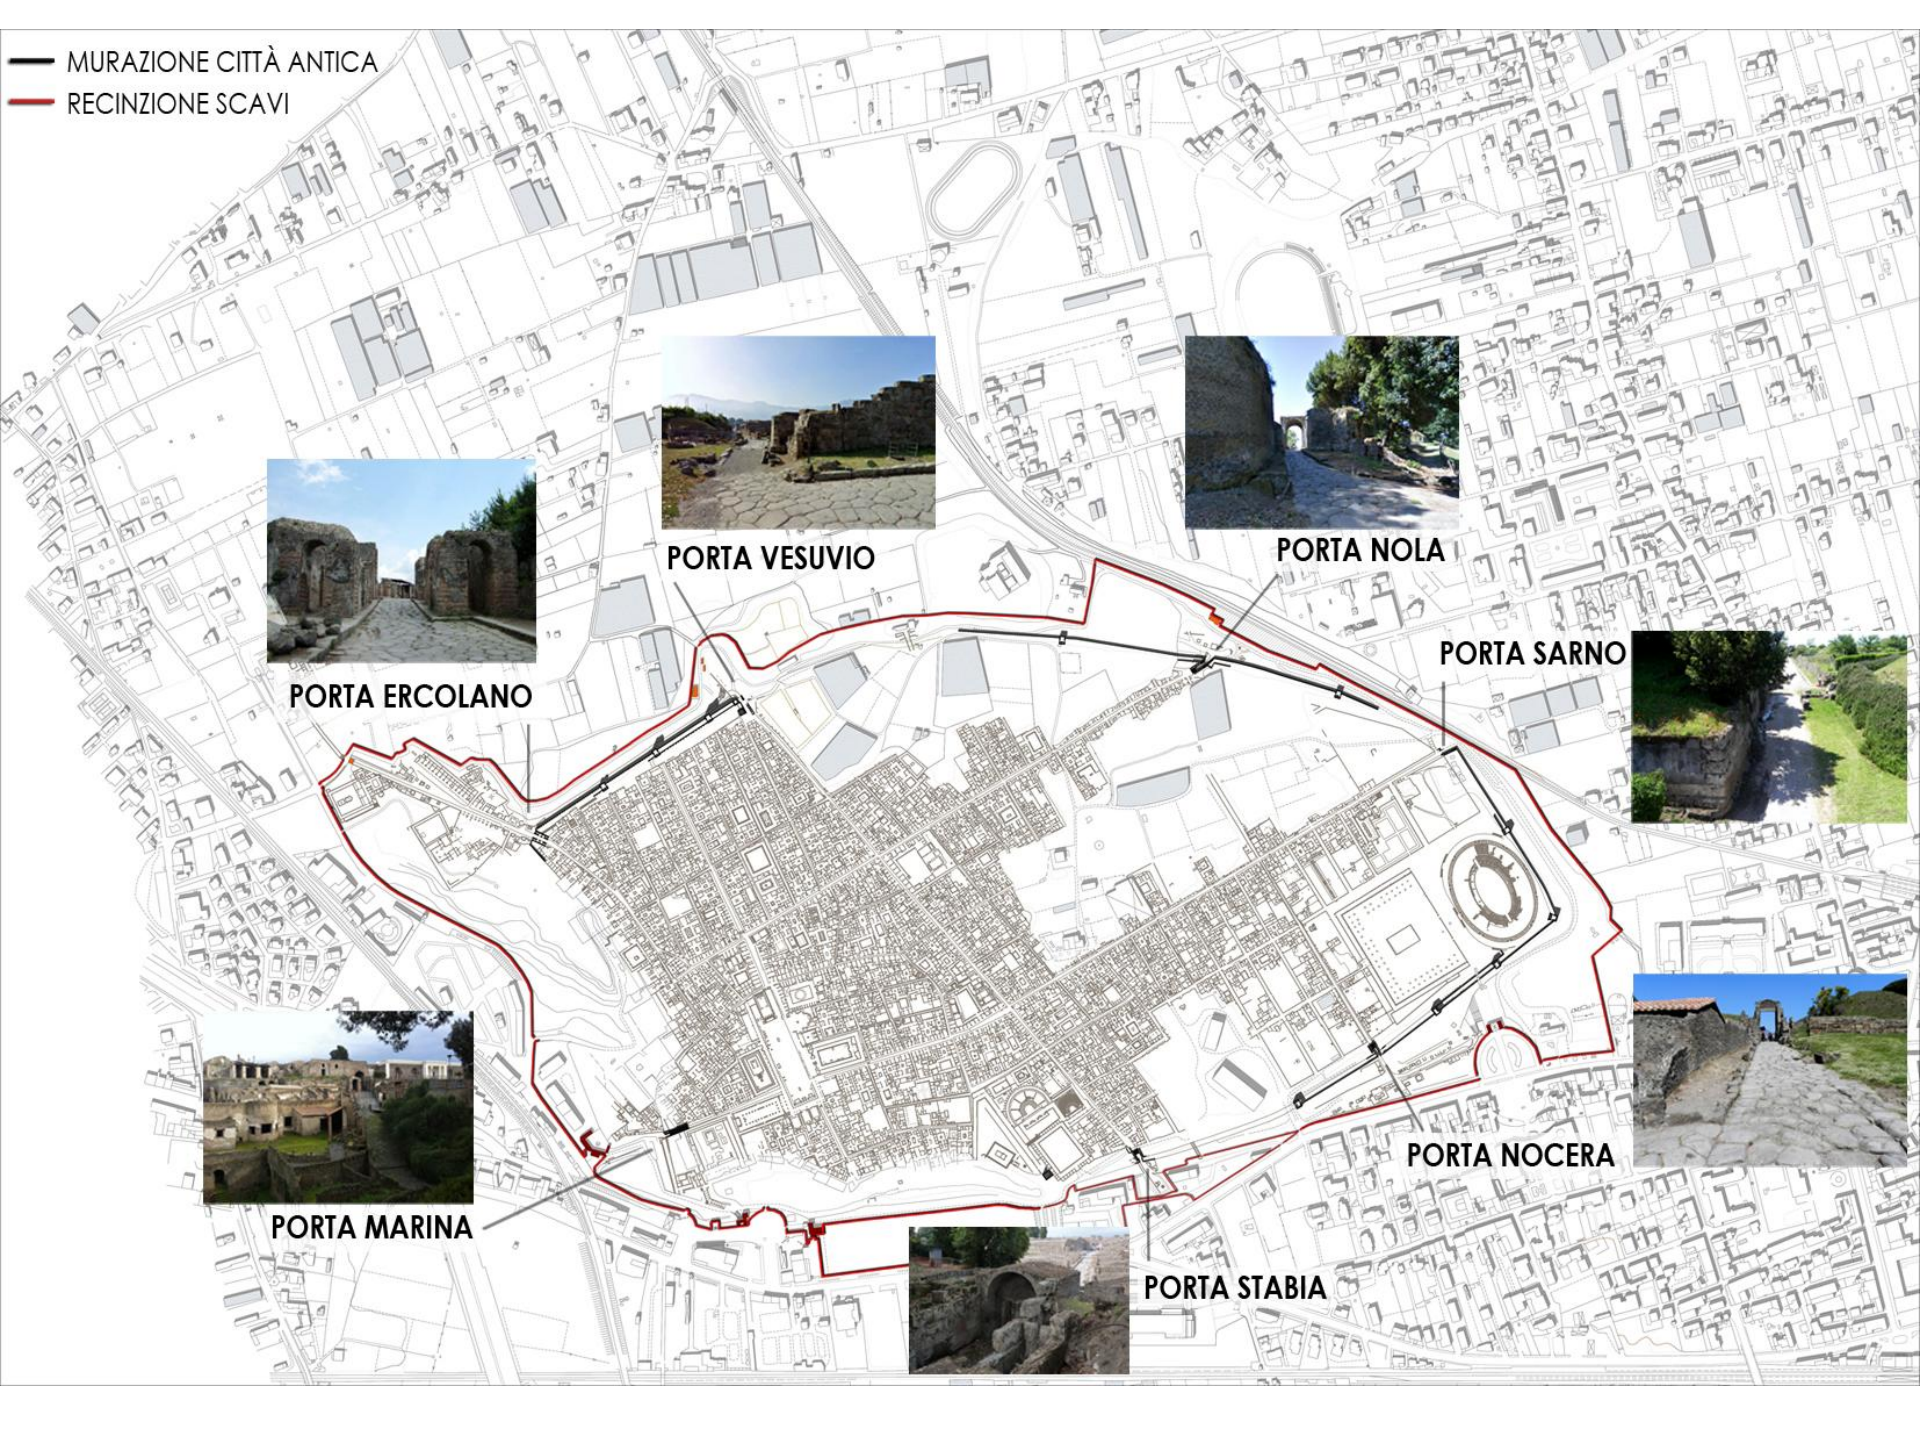 MURAZIONE CITTÀ ANTICA
RECINZIONE SCAVI
PORTA VESUVIO
PORTA NOLA
PORTA SARNO
PORTA ERCOLANO
PORTA NOCERA
PORTA MARINA
PORTA STABIA